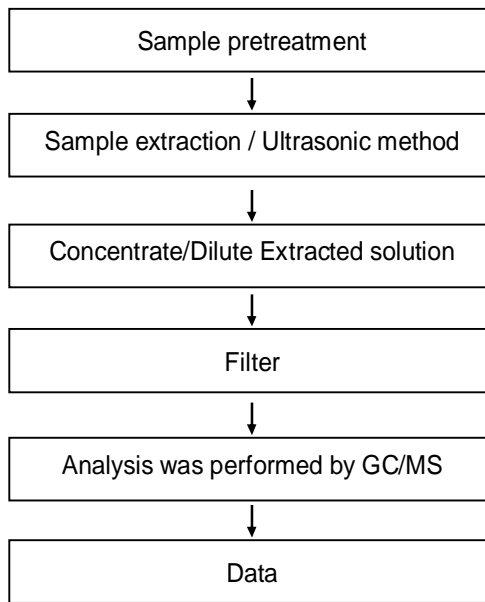 Sample pretreatment
Sample extraction / Ultrasonic method
Concentrate/Dilute Extracted solution
Filter
Analysis was performed by GC/MS
Data